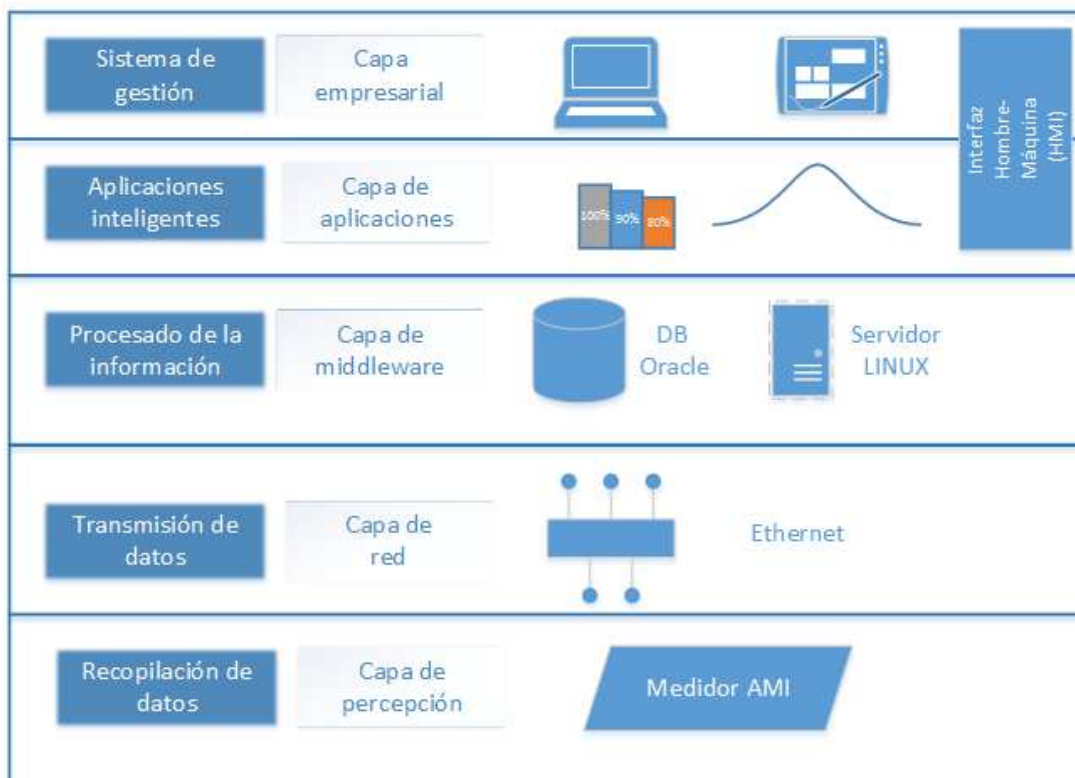 Sistema de
gestión
Capa
empresarial
Interfaz
Hombre-
Máquina
(HMI)
Aplicaciones
inteligentes
Capa de
aplicaciones
100%
90%
80%
Procesado de la
información
Capa de
middleware
DB
Oracle
Servidor
LINUX
Transmisión de
datos
Capa de
red
Ethernet
Recopilación de
datos
Capa de
percepción
Medidor AMI